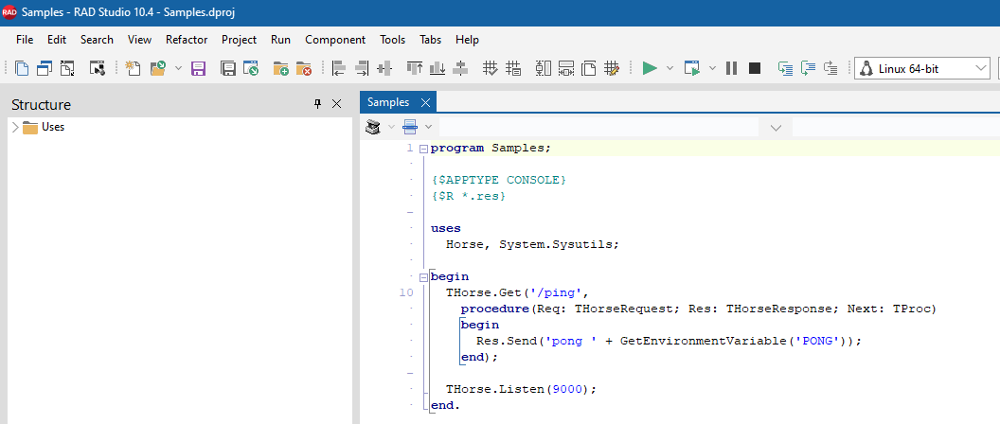 RAD Samples - RAD Studio 10.4 - Samples.dproj
File Edit Search View Refactor Project Run Component Tools Tabs Help
Linux 64-bit
Structure
Uses
Samples
1 program Samples;
{$APPTYPE CONSOLE}
{$R *.res}
uses
Horse, System.Sysutils;
begin
10 THorse.Get('/ping',
procedure(Req: THorseRequest; Res: THorseResponse; Next: TProc)
begin
Res.Send('pong ' + GetEnvironmentVariable('PONG'));
end);
THorse.Listen(9000);
end.